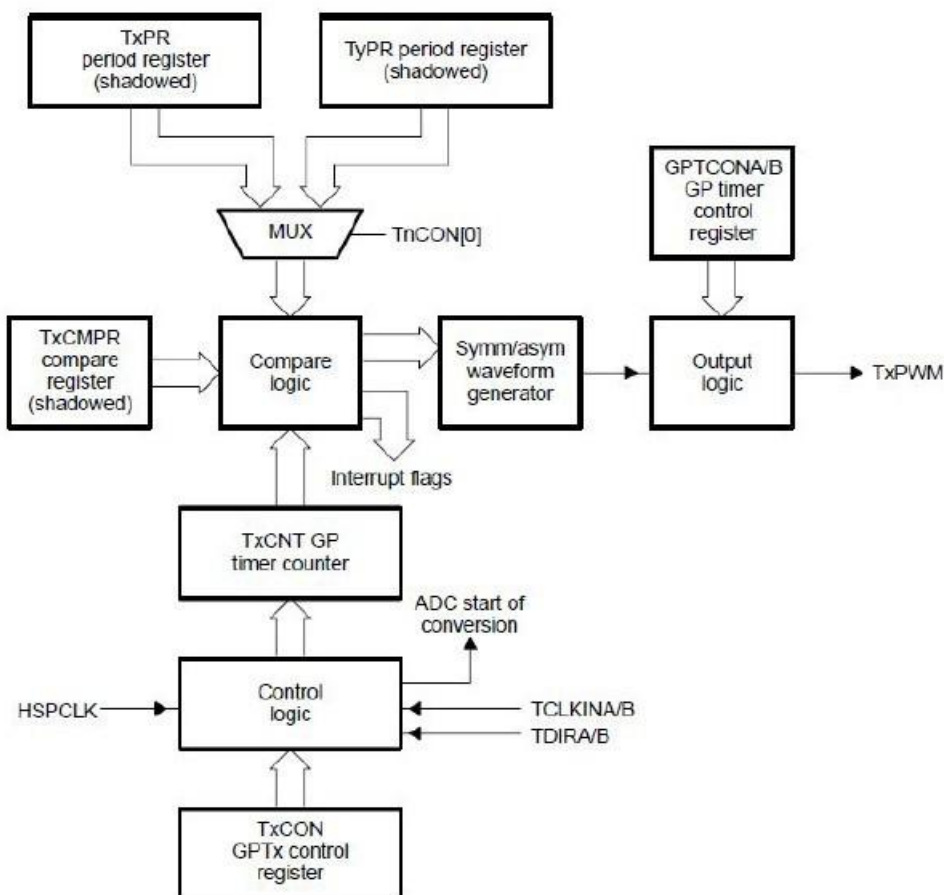 TxPR
period register
(shadowed)
TyPR period register
(shadowed)
GPTCONA/B
GP timer
control
register
MUX
TnCON[0]
TxCMPR
compare
register
(shadowed)
Compare
logic
Symm/asym
waveform
generator
Output
logic
TxPWM
Interrupt flags
TxCNT GP
timer counter
ADC start of
conversion
HSPCLK
Control
logic
TCLKINA/B
TDIRA/B
TxCON
GPTx control
register